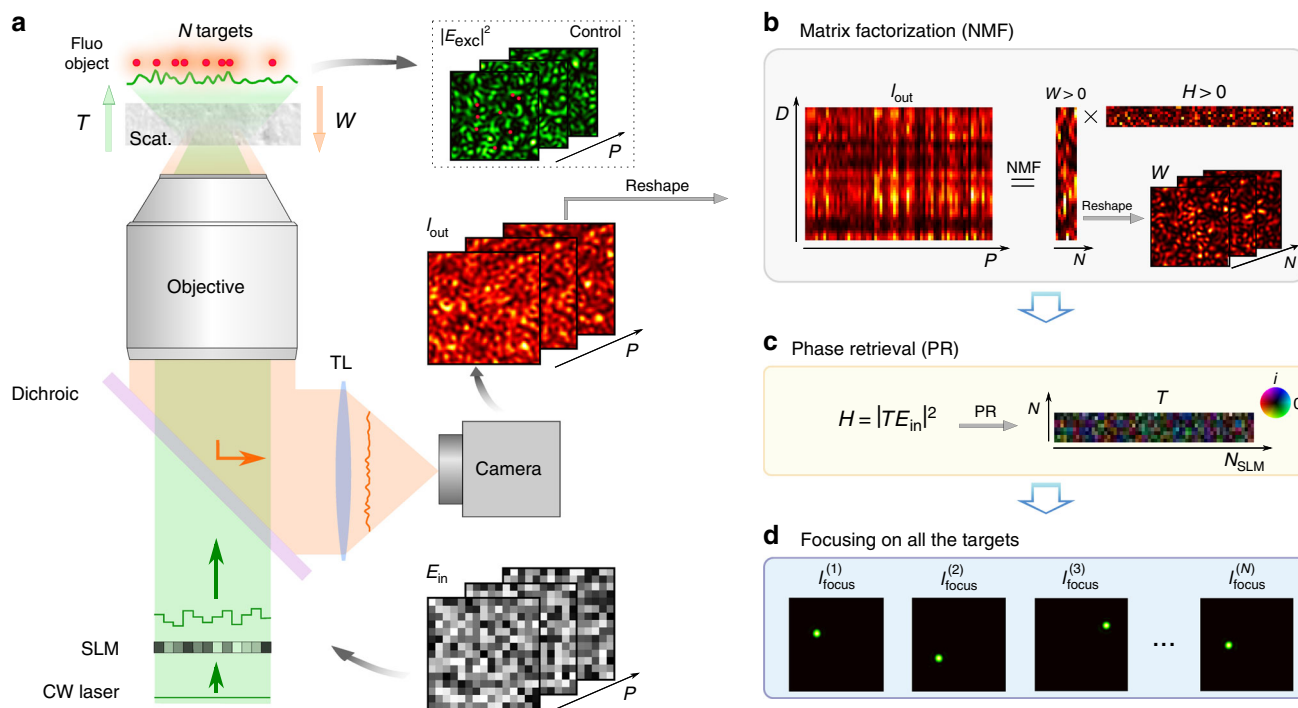 a
N targets
Fluo
object
T
Scat.
W
|E_exc|²
Control
P
I_out
P
Reshape
Objective
Dichroic
TL
Camera
E_in
P
SLM
CW laser
b Matrix factorization (NMF)
I_out
D
P
NMF
=
W > 0
×
H > 0
N
Reshape
W
N
c Phase retrieval (PR)
H = |TE_in|²
PR
N
T
N_SLM
i
0
d Focusing on all the targets
I_focus^(1) I_focus^(2) I_focus^(3) ... I_focus^(N)